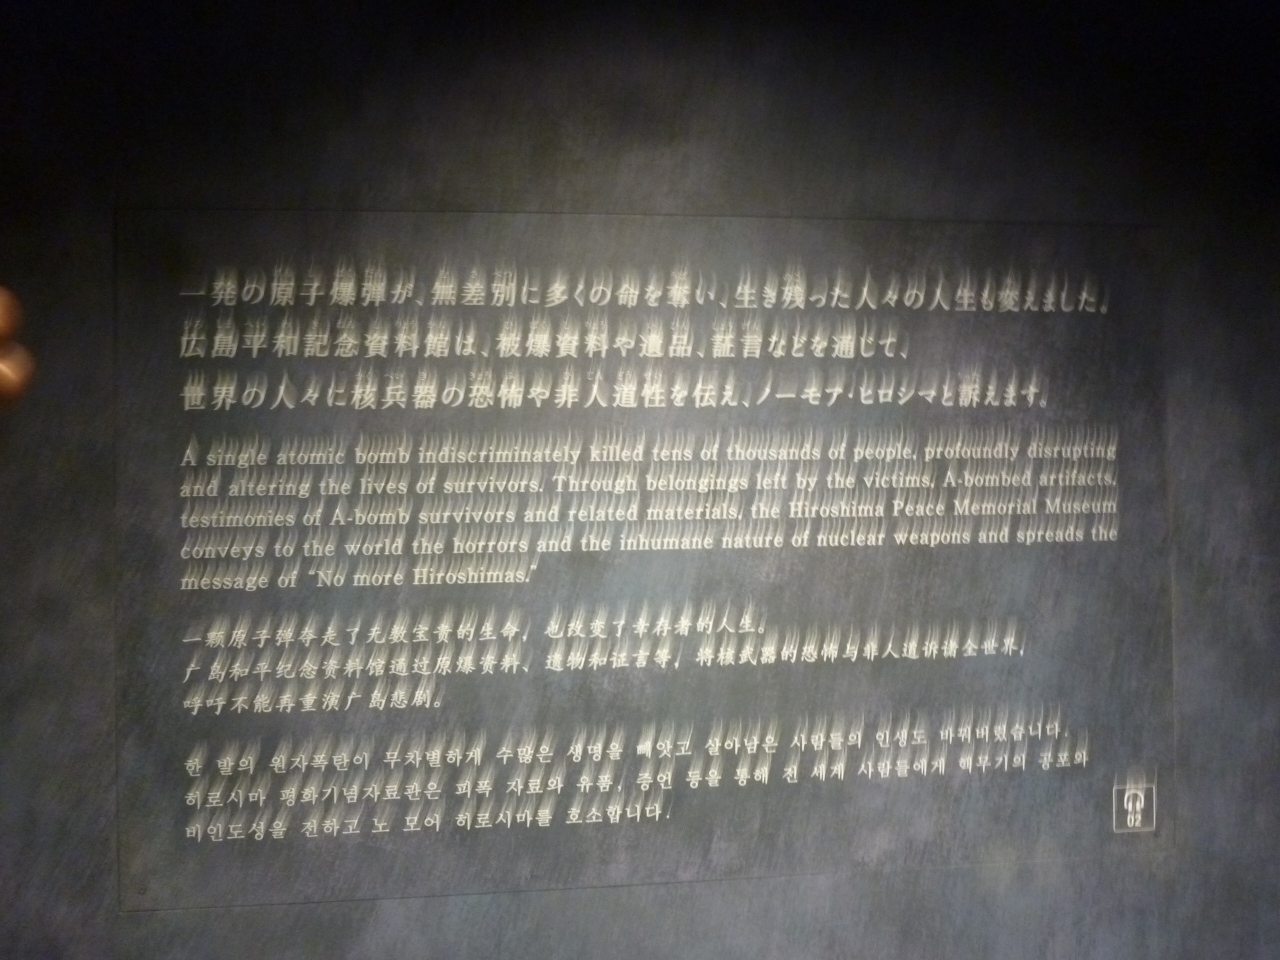 一発の原子爆弾が、無差別に多くの命を奪い、生き残った人々の人生も変えました。
広島平和記念資料館は、被爆資料や遺品、証言などを通じて、
世界の人々に核兵器の恐怖や非人道性を伝え、ノーモア・ヒロシマと訴えます。
A single atomic bomb indiscriminately killed tens of thousands of people, profoundly disrupting
and altering the lives of survivors. Through belongings left by the victims, A-bombed artifacts,
testimonies of A-bomb survivors and related materials, the Hiroshima Peace Memorial Museum
conveys to the world the horrors and the inhumane nature of nuclear weapons and spreads the
message of “No more Hiroshimas.”
一颗原子弹夺走了无数宝贵的生命，也改变了幸存者的人生。
广岛和平纪念资料馆通过原爆资料、遗物和证言等，将核武器的恐怖与非人道诉诸全世界，
呼吁不能再重演广岛悲剧。
한 발의 원자폭탄이 무차별하게 수많은 생명을 빼앗고 살아남은 사람들의 인생도 바꿔버렸습니다.
히로시마 평화기념자료관은 피폭 자료와 유품, 증언 등을 통해 전 세계 사람들에게 핵무기의 공포와
비인도성을 전하고 노 모어 히로시마를 호소합니다.
02